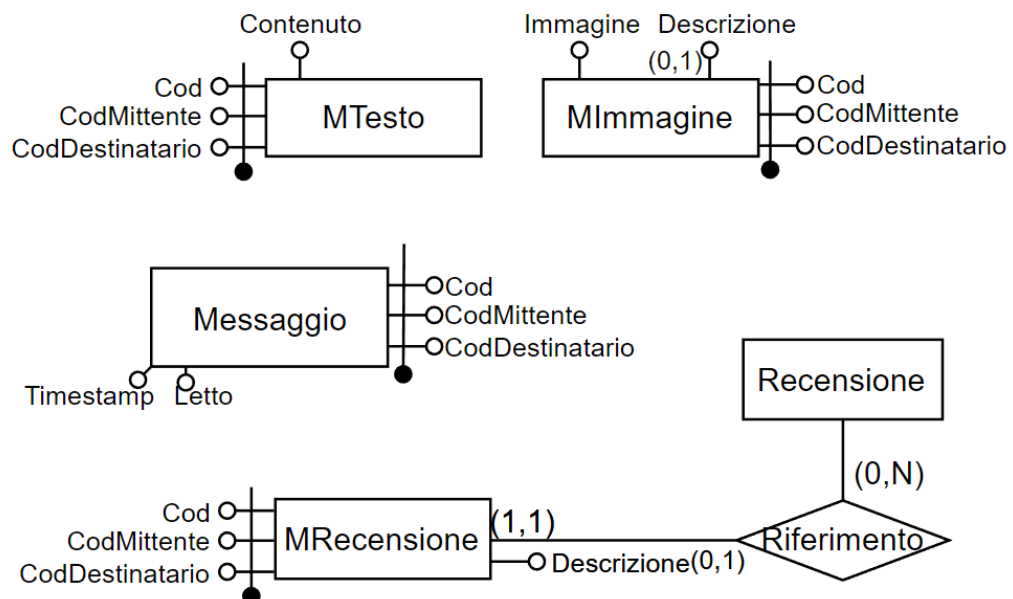 Contenuto
Cod
CodMittente
CodDestinatario
MTesto
Immagine Descrizione
(0,1)
MImmagine
Cod
CodMittente
CodDestinatario
Messaggio
Cod
CodMittente
CodDestinatario
Timestamp Letto
Recensione
(0,N)
Cod
CodMittente
CodDestinatario
MRecensione
(1,1)
Descrizione(0,1)
Riferimento